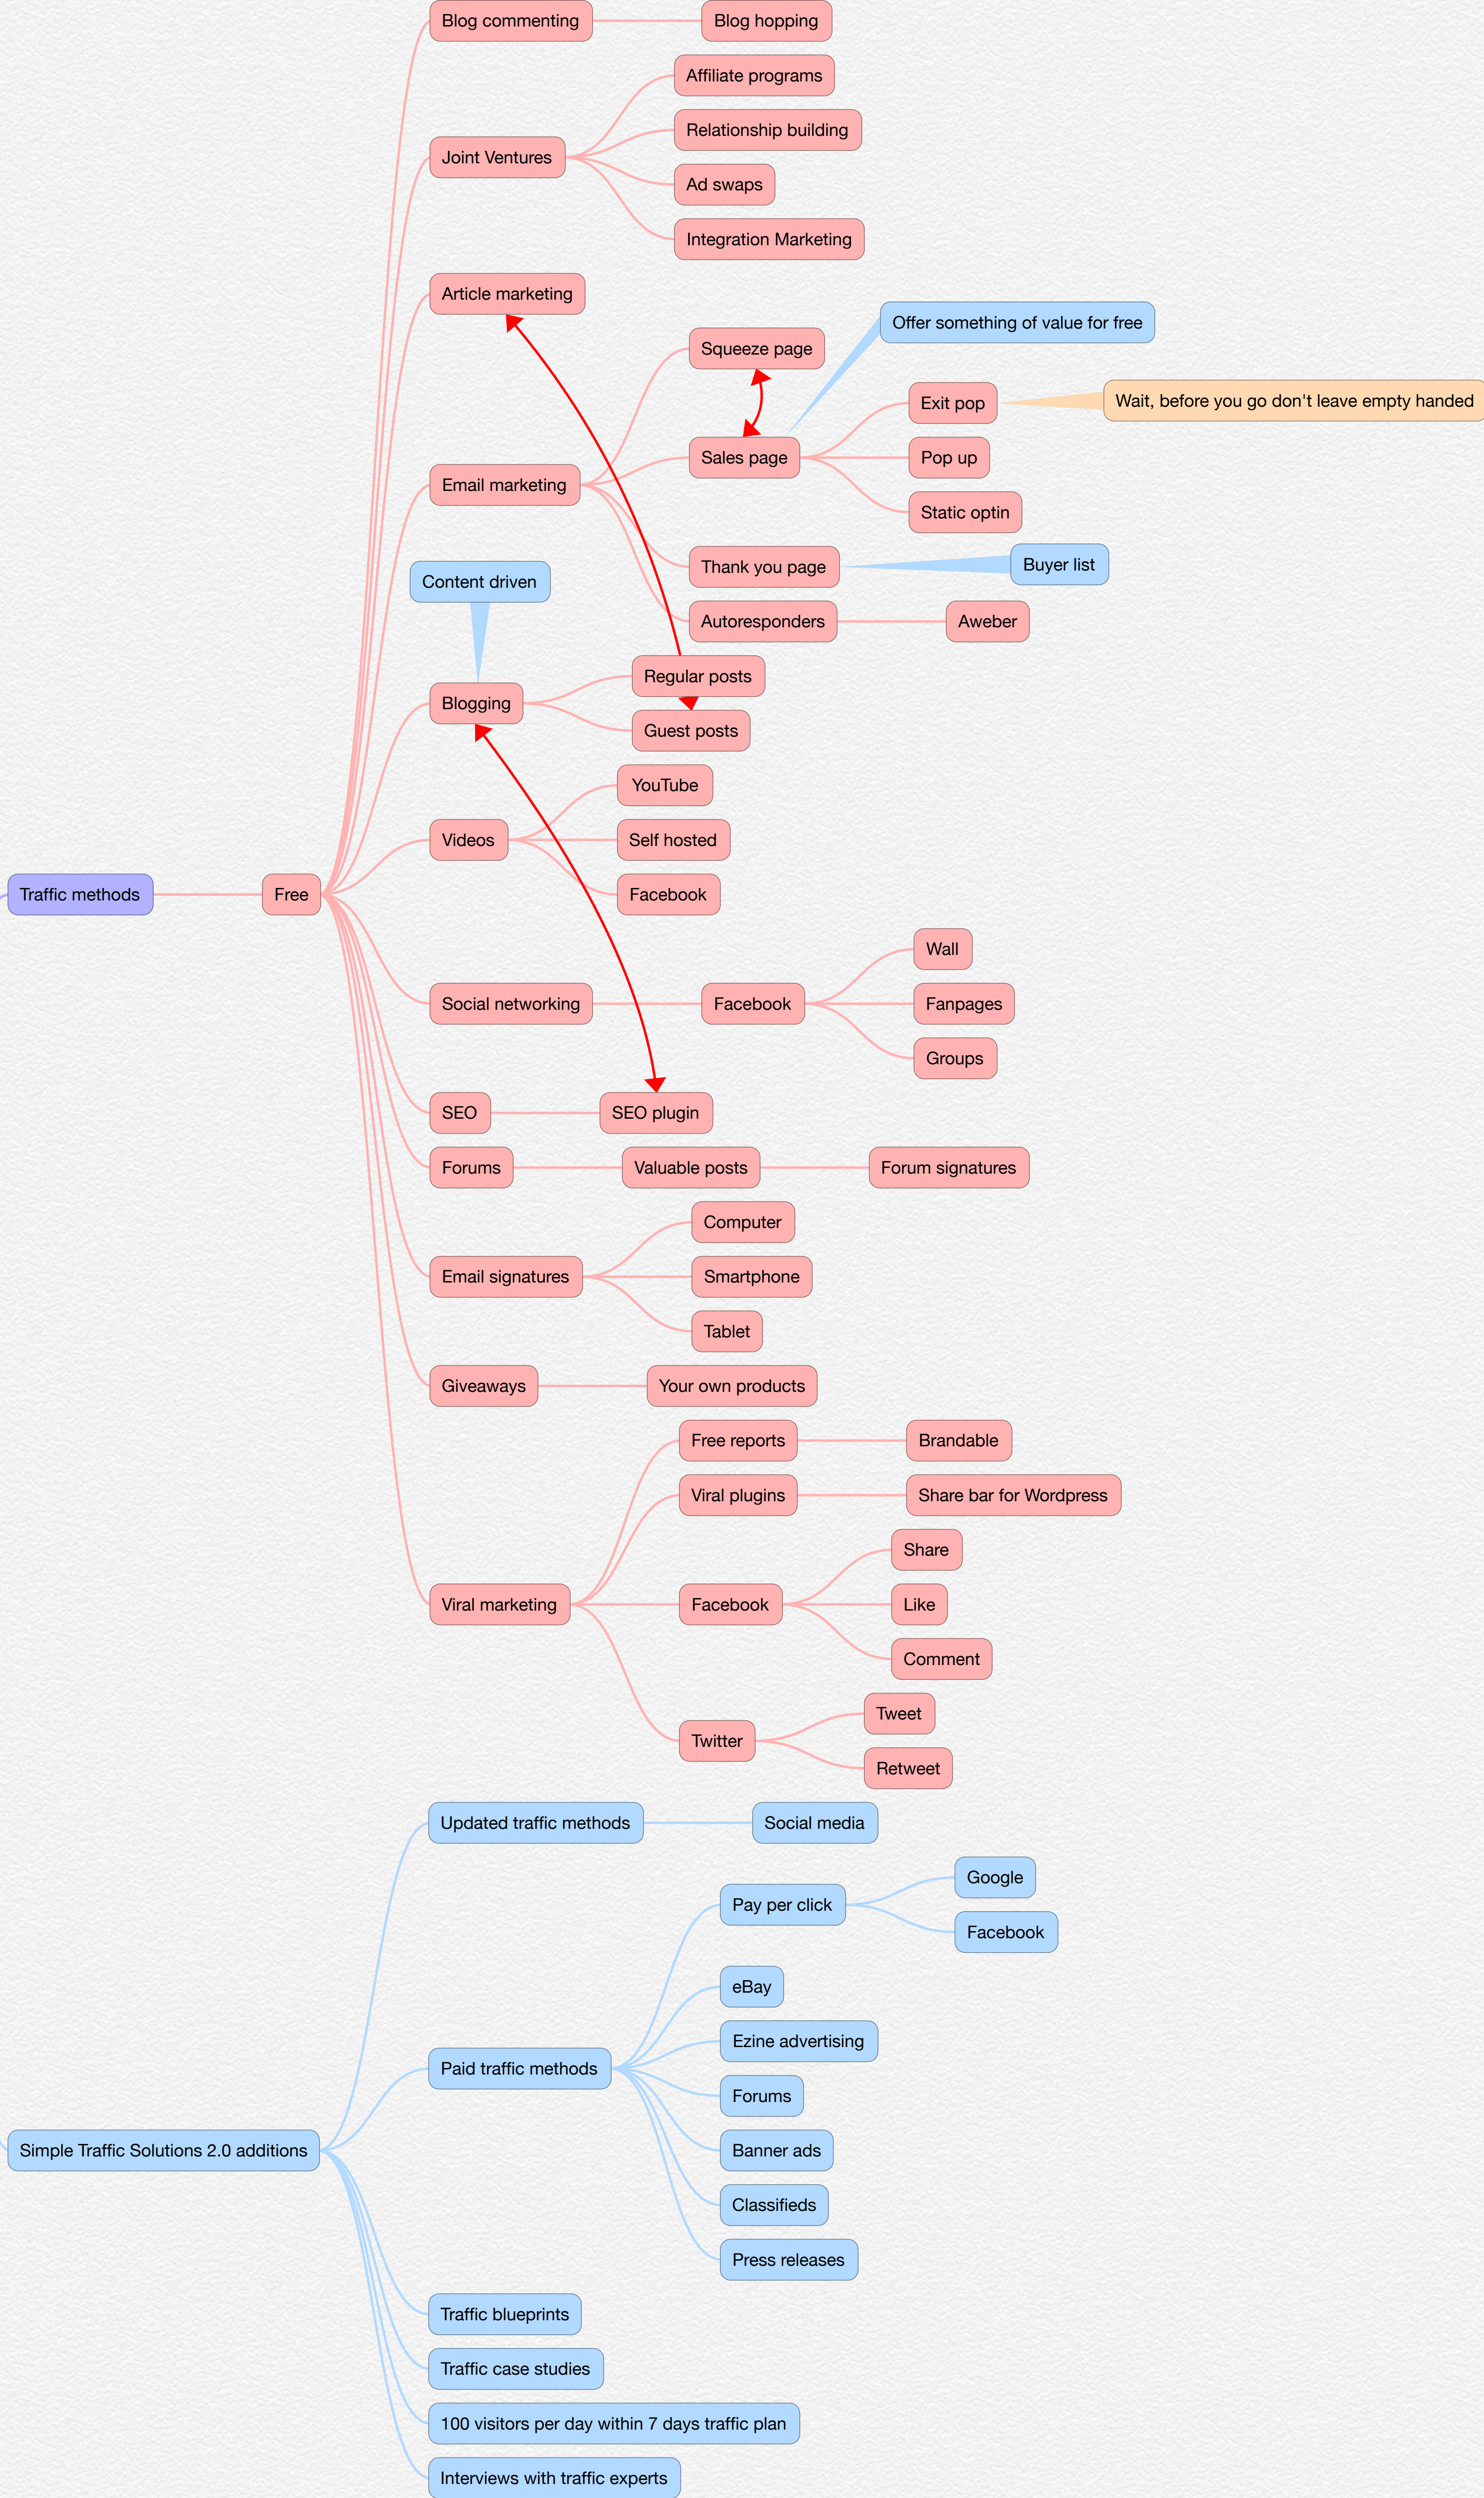 Blog commenting
Blog hopping
Affiliate programs
Relationship building
Joint Ventures
Ad swaps
Integration Marketing
Article marketing
Offer something of value for free
Squeeze page
Exit pop
Wait, before you go don't leave empty handed
Sales page
Pop up
Email marketing
Static optin
Thank you page
Buyer list
Content driven
Autoresponders
Aweber
Regular posts
Blogging
Guest posts
YouTube
Videos
Self hosted
Traffic methods
Free
Facebook
Wall
Social networking
Facebook
Fanpages
Groups
SEO
SEO plugin
Forums
Valuable posts
Forum signatures
Computer
Email signatures
Smartphone
Tablet
Giveaways
Your own products
Free reports
Brandable
Viral plugins
Share bar for Wordpress
Share
Viral marketing
Facebook
Like
Comment
Tweet
Twitter
Retweet
Updated traffic methods
Social media
Google
Pay per click
Facebook
eBay
Ezine advertising
Paid traffic methods
Forums
Simple Traffic Solutions 2.0 additions
Banner ads
Classifieds
Press releases
Traffic blueprints
Traffic case studies
100 visitors per day within 7 days traffic plan
Interviews with traffic experts